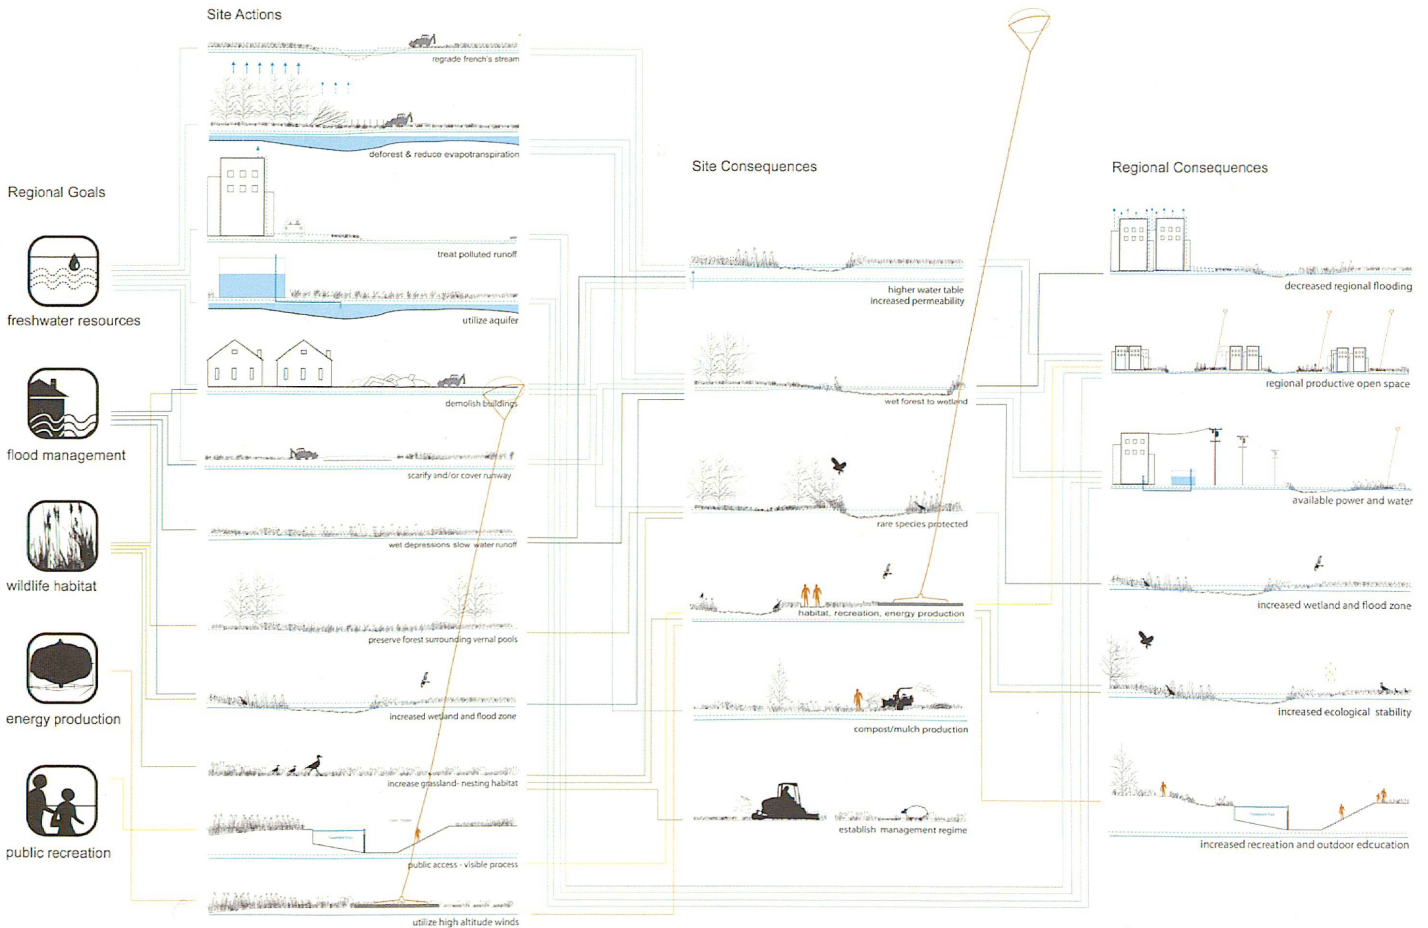 Site Actions
regrade french's stream
deforest & reduce evapotranspiration
treat polluted runoff
utilize aquifer
demolish buildings
scarify and/or cover runway
wet depressions slow water runoff
preserve forest surrounding vernal pools
increased wetland and flood zone
increase grassland- nesting habitat
public access - visible process
utilize high altitude winds
Regional Goals
freshwater resources
flood management
wildlife habitat
energy production
public recreation
Site Consequences
higher water table
increased permeability
wet forest to wetland
rare species protected
habitat, recreation, energy production
compost/mulch production
establish management regime
Regional Consequences
decreased regional flooding
regional productive open space
available power and water
increased wetland and flood zone
increased ecological stability
increased recreation and outdoor edcucation